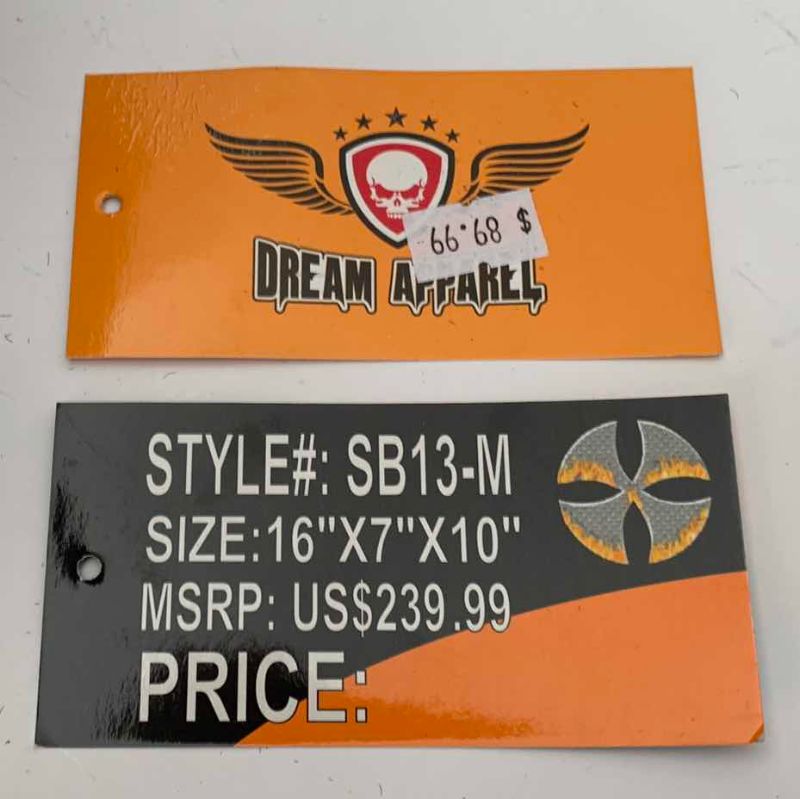 $ 89.99
DREAM APPAREL
STYLE#: SB13-M
SIZE:16"X7"X10"
MSRP: US$239.99
PRICE: